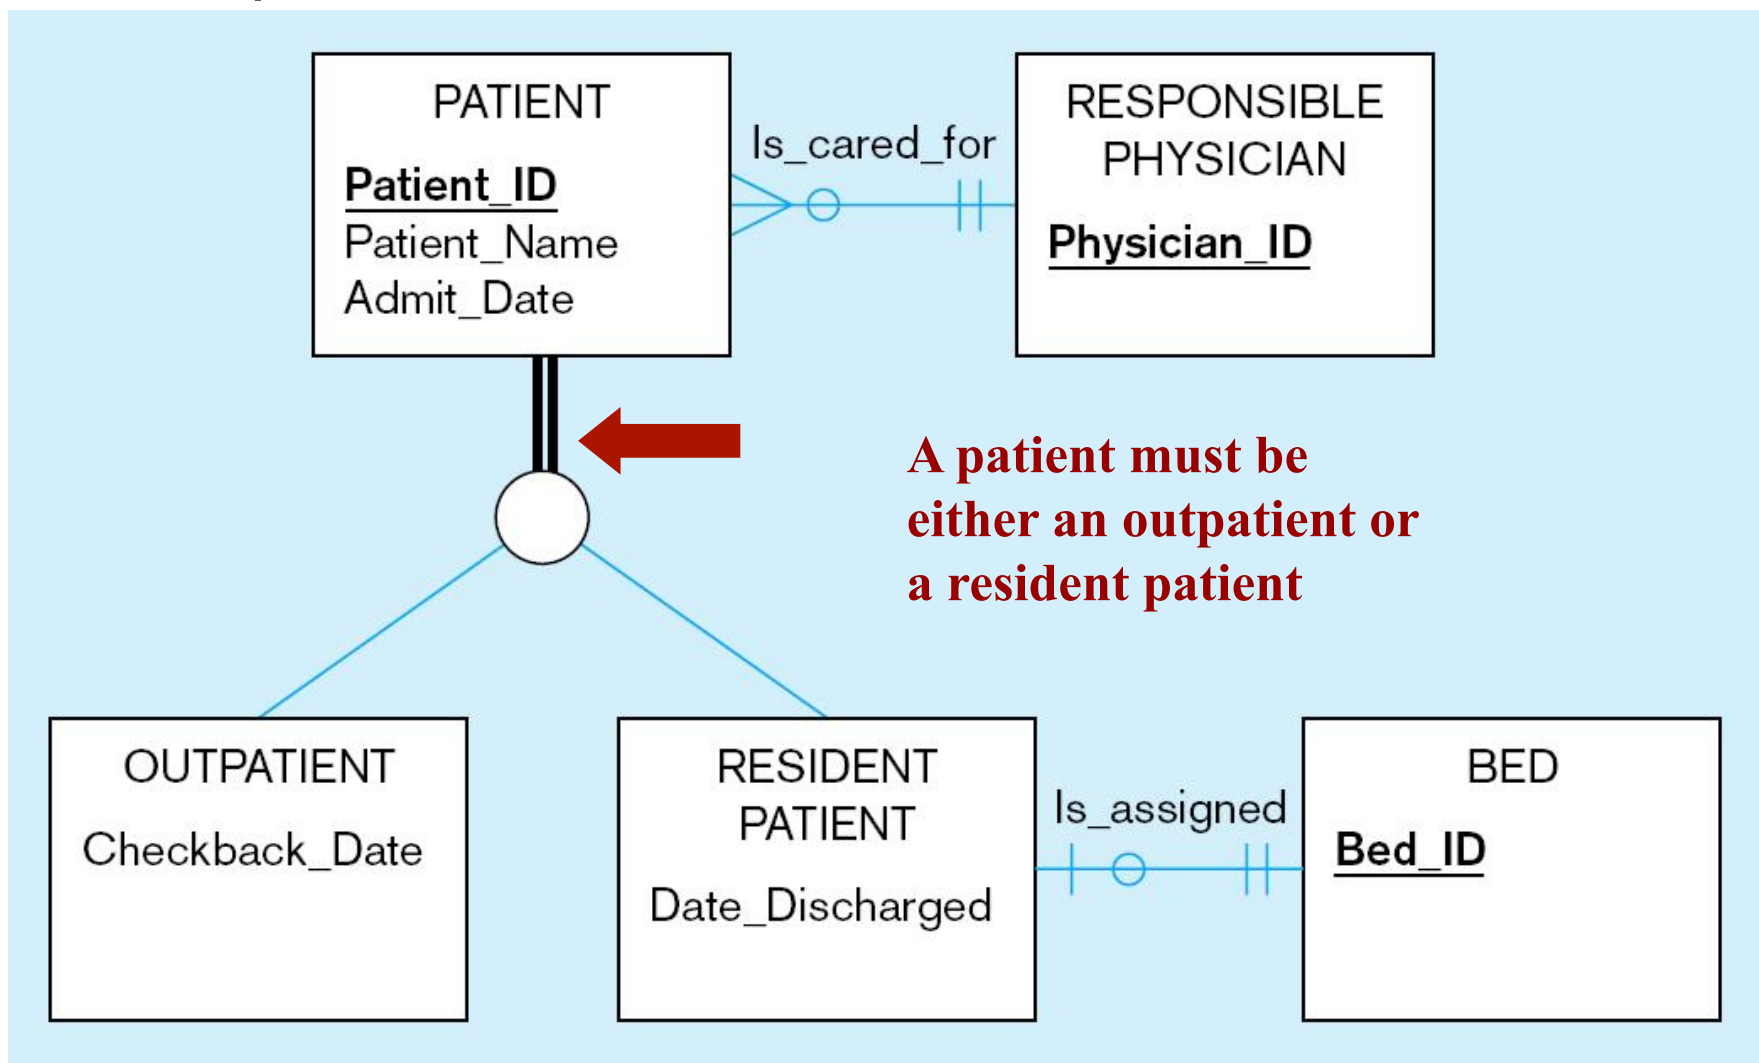 PATIENT
Patient_ID
Patient_Name
Admit_Date
Is_cared_for
RESPONSIBLE
PHYSICIAN
Physician_ID
A patient must be
either an outpatient or
a resident patient
OUTPATIENT
Checkback_Date
RESIDENT
PATIENT
Date_Discharged
Is_assigned
BED
Bed_ID